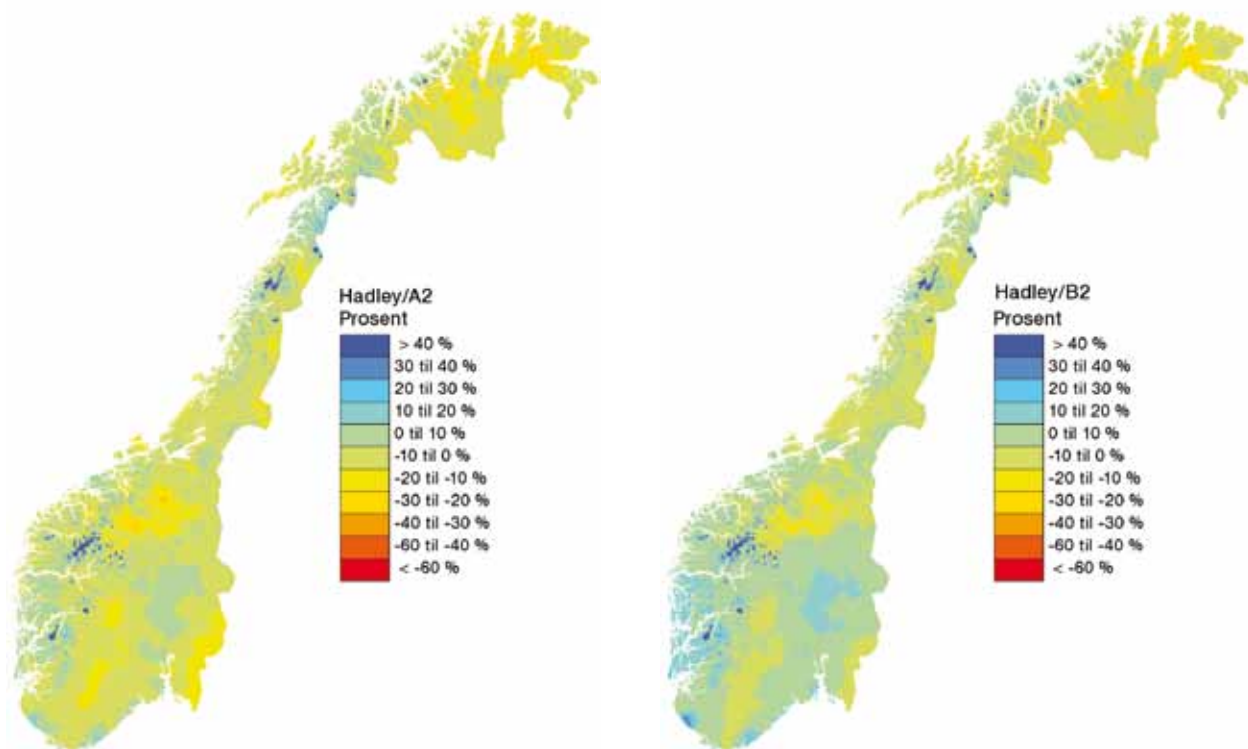 Hadley/A2
Prosent
> 40 %
30 til 40 %
20 til 30 %
10 til 20 %
0 til 10 %
-10 til 0 %
-20 til -10 %
-30 til -20 %
-40 til -30 %
-60 til -40 %
< -60 %
Hadley/B2
Prosent
> 40 %
30 til 40 %
20 til 30 %
10 til 20 %
0 til 10 %
-10 til 0 %
-20 til -10 %
-30 til -20 %
-40 til -30 %
-60 til -40 %
< -60 %